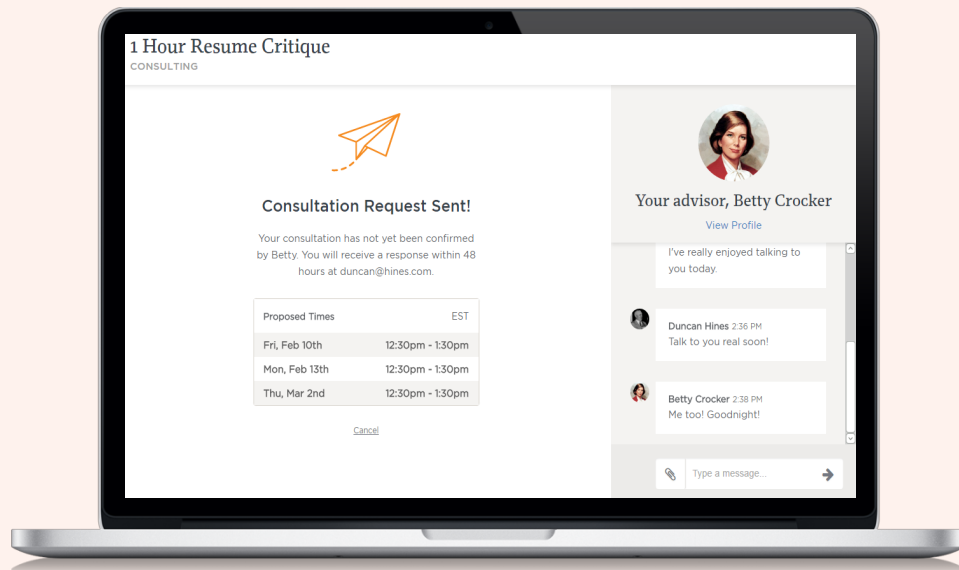 1 Hour Resume Critique
CONSULTING
Consultation Request Sent!
Your consultation has not yet been confirmed
by Betty. You will receive a response within 48
hours at duncan@hines.com.
Proposed Times EST
Fri, Feb 10th 12:30pm - 1:30pm
Mon, Feb 13th 12:30pm - 1:30pm
Thu, Mar 2nd 12:30pm - 1:30pm
Cancel
Your advisor, Betty Crocker
View Profile
I've really enjoyed talking to
you today.
Duncan Hines 2:36 PM
Talk to you real soon!
Betty Crocker 2:38 PM
Me too! Goodnight!
Type a message...